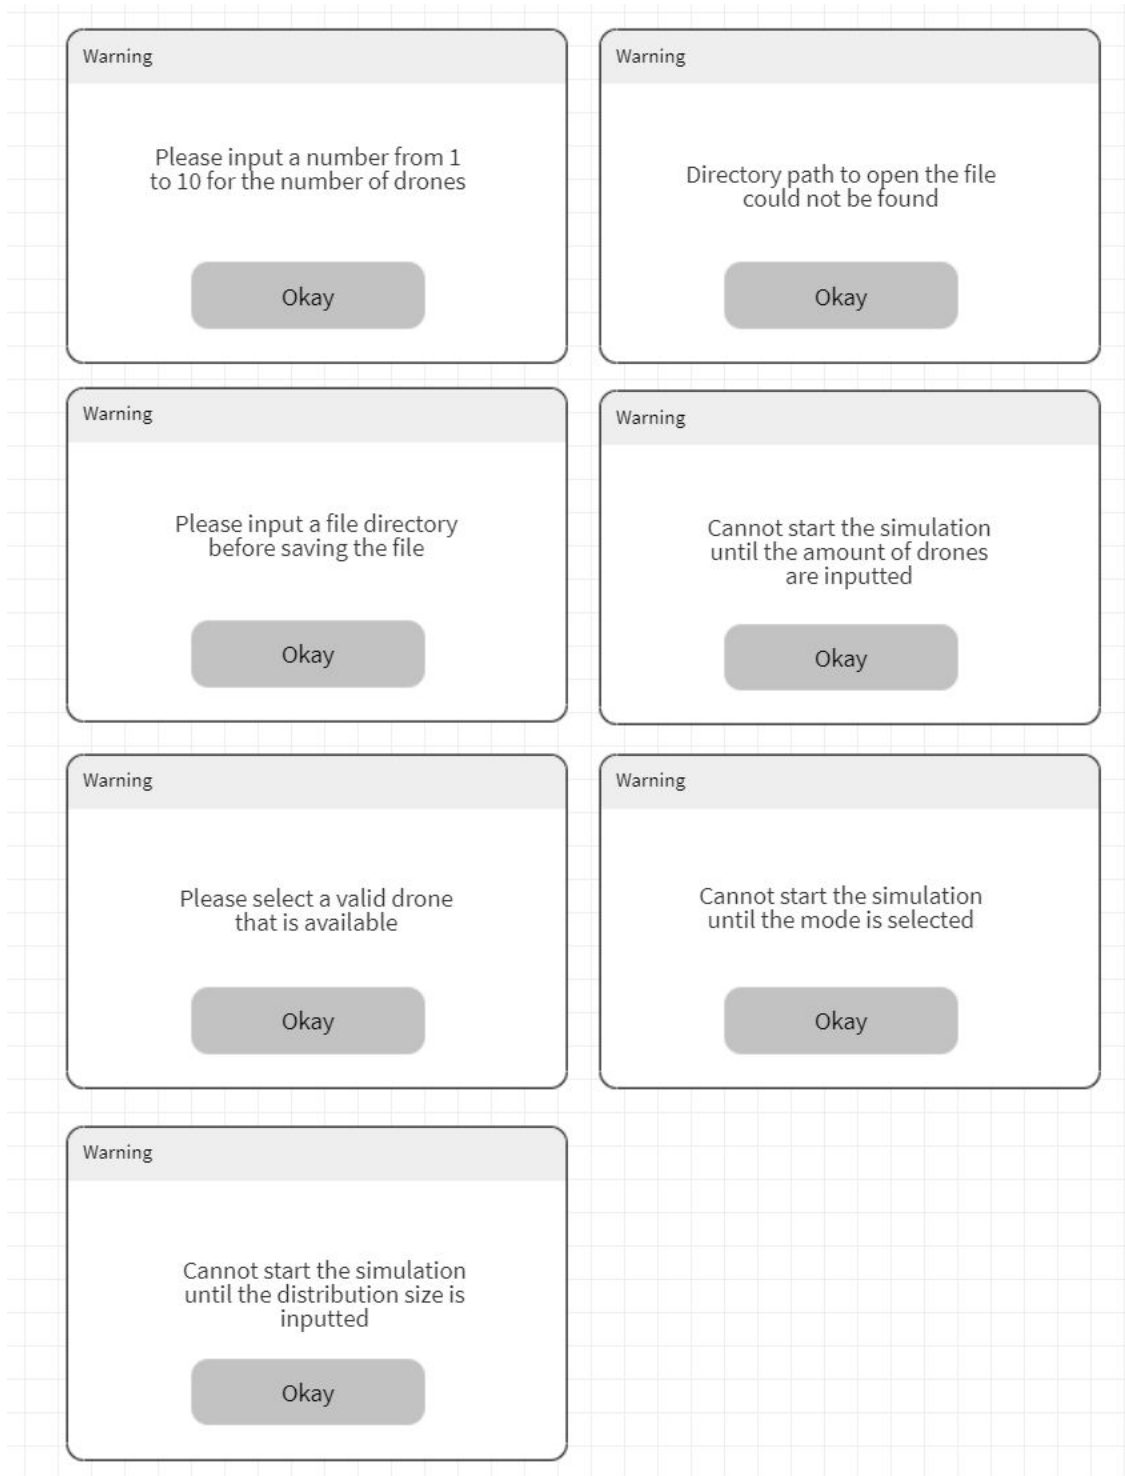 Warning
Please input a number from 1
to 10 for the number of drones
Okay
Warning
Directory path to open the file
could not be found
Okay
Warning
Please input a file directory
before saving the file
Okay
Warning
Cannot start the simulation
until the amount of drones
are inputted
Okay
Warning
Please select a valid drone
that is available
Okay
Warning
Cannot start the simulation
until the mode is selected
Okay
Warning
Cannot start the simulation
until the distribution size is
inputted
Okay